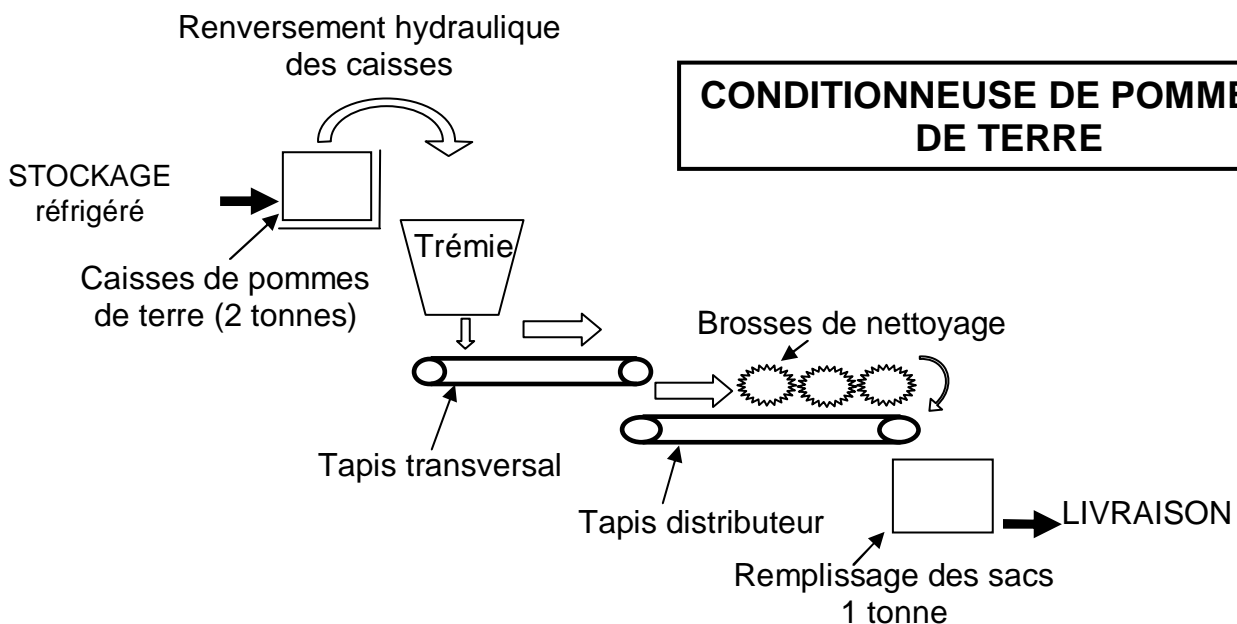 Renversement hydraulique
des caisses
CONDITIONNEUSE DE POMME
DE TERRE
STOCKAGE
réfrigéré
Trémie
Caisses de pommes
de terre (2 tonnes)
Brosses de nettoyage
Tapis transversal
Tapis distributeur
LIVRAISON
Remplissage des sacs
1 tonne